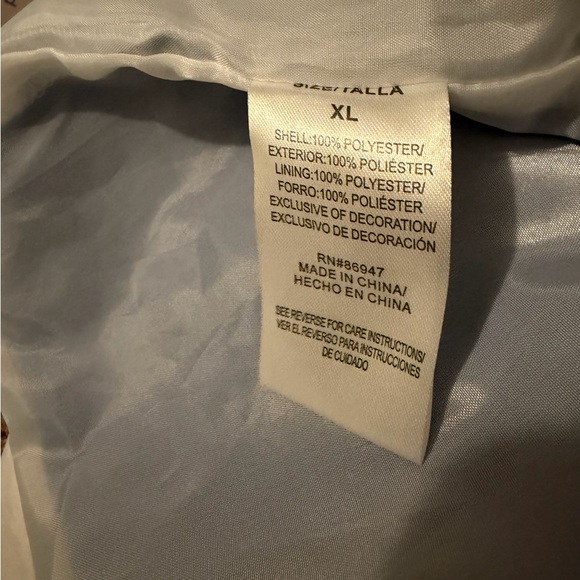 SIZE/TALLA
XL
SHELL:100% POLYESTER/
EXTERIOR:100% POLIÉSTER
LINING:100% POLYESTER/
FORRO:100% POLIÉSTER
EXCLUSIVE OF DECORATION/
EXCLUSIVO DE DECORACIÓN
RN#86947
MADE IN CHINA/
HECHO EN CHINA
SEE REVERSE FOR CARE INSTRUCTIONS/
VER EL REVERSO PARA INSTRUCCIONES
DE CUIDADO